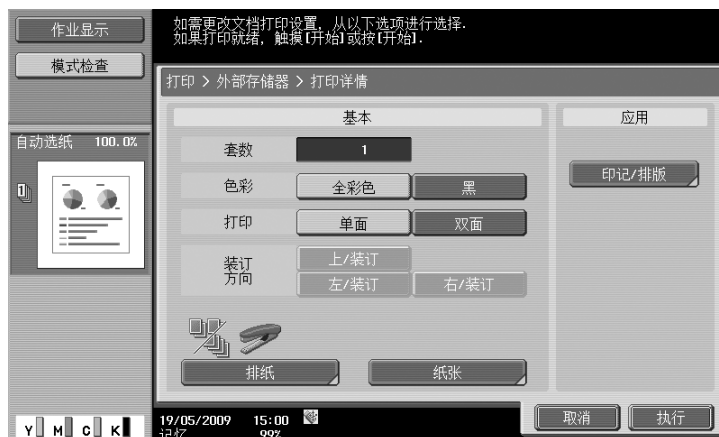 作业显示
模式检查
如需更改文档打印设置, 从以下选项进行选择.
如果打印就绪, 触摸[开始]或按[开始].
打印 > 外部存储器 > 打印详情
自动选纸 100.0%
1
基本
套数 1
色彩 全彩色 黑
打印 单面 双面
装订
方向
上/装订
左/装订 右/装订
排纸 纸张
应用
印记/排版
19/05/2009 15:00
记忆 99%
取消 执行
Y M C K